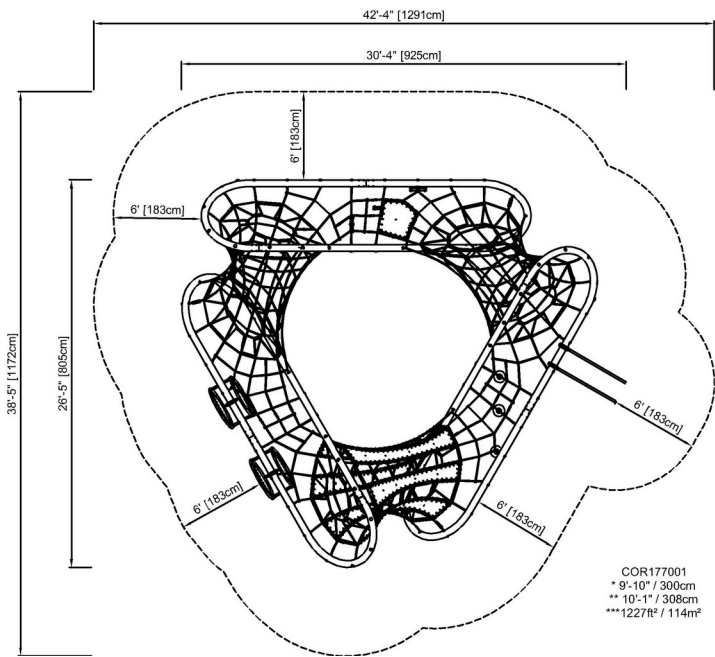 42'-4" [1291cm]
30'-4" [925cm]
6' [183cm]
6' [183cm]
38'-5" [1172cm]
26'-5" [805cm]
6' [183cm]
6' [183cm]
6' [183cm]
COR177001
* 9'-10" / 300cm
** 10'-1" / 308cm
***1227ft² / 114m²